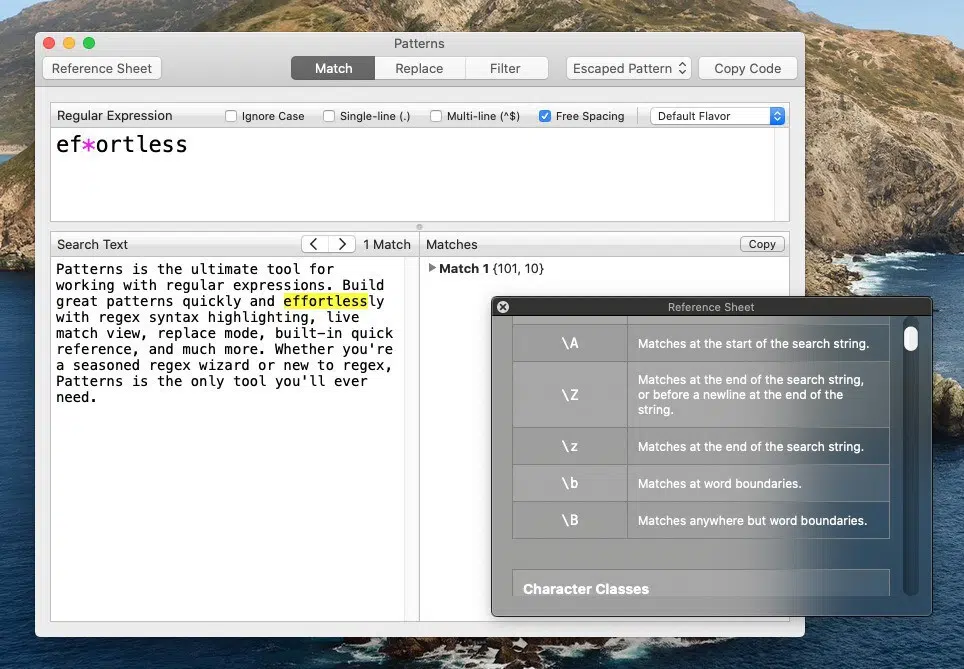 Patterns
Reference Sheet
Match
Replace
Filter
Escaped Pattern
Copy Code
Regular Expression
Ignore Case
Single-line (.)
Multi-line (^$)
Free Spacing
Default Flavor
ef*ortless
Search Text
1 Match
Matches
Copy
Patterns is the ultimate tool for
working with regular expressions. Build
great patterns quickly and effortlessly
with regex syntax highlighting, live
match view, replace mode, built-in quick
reference, and much more. Whether you're
a seasoned regex wizard or new to regex,
Patterns is the only tool you'll ever
need.
Match 1 {101, 10}
Reference Sheet
\A
Matches at the start of the search string.
\Z
Matches at the end of the search string,
or before a newline at the end of the
string.
\z
Matches at the end of the search string.
\b
Matches at word boundaries.
\B
Matches anywhere but word boundaries.
Character Classes